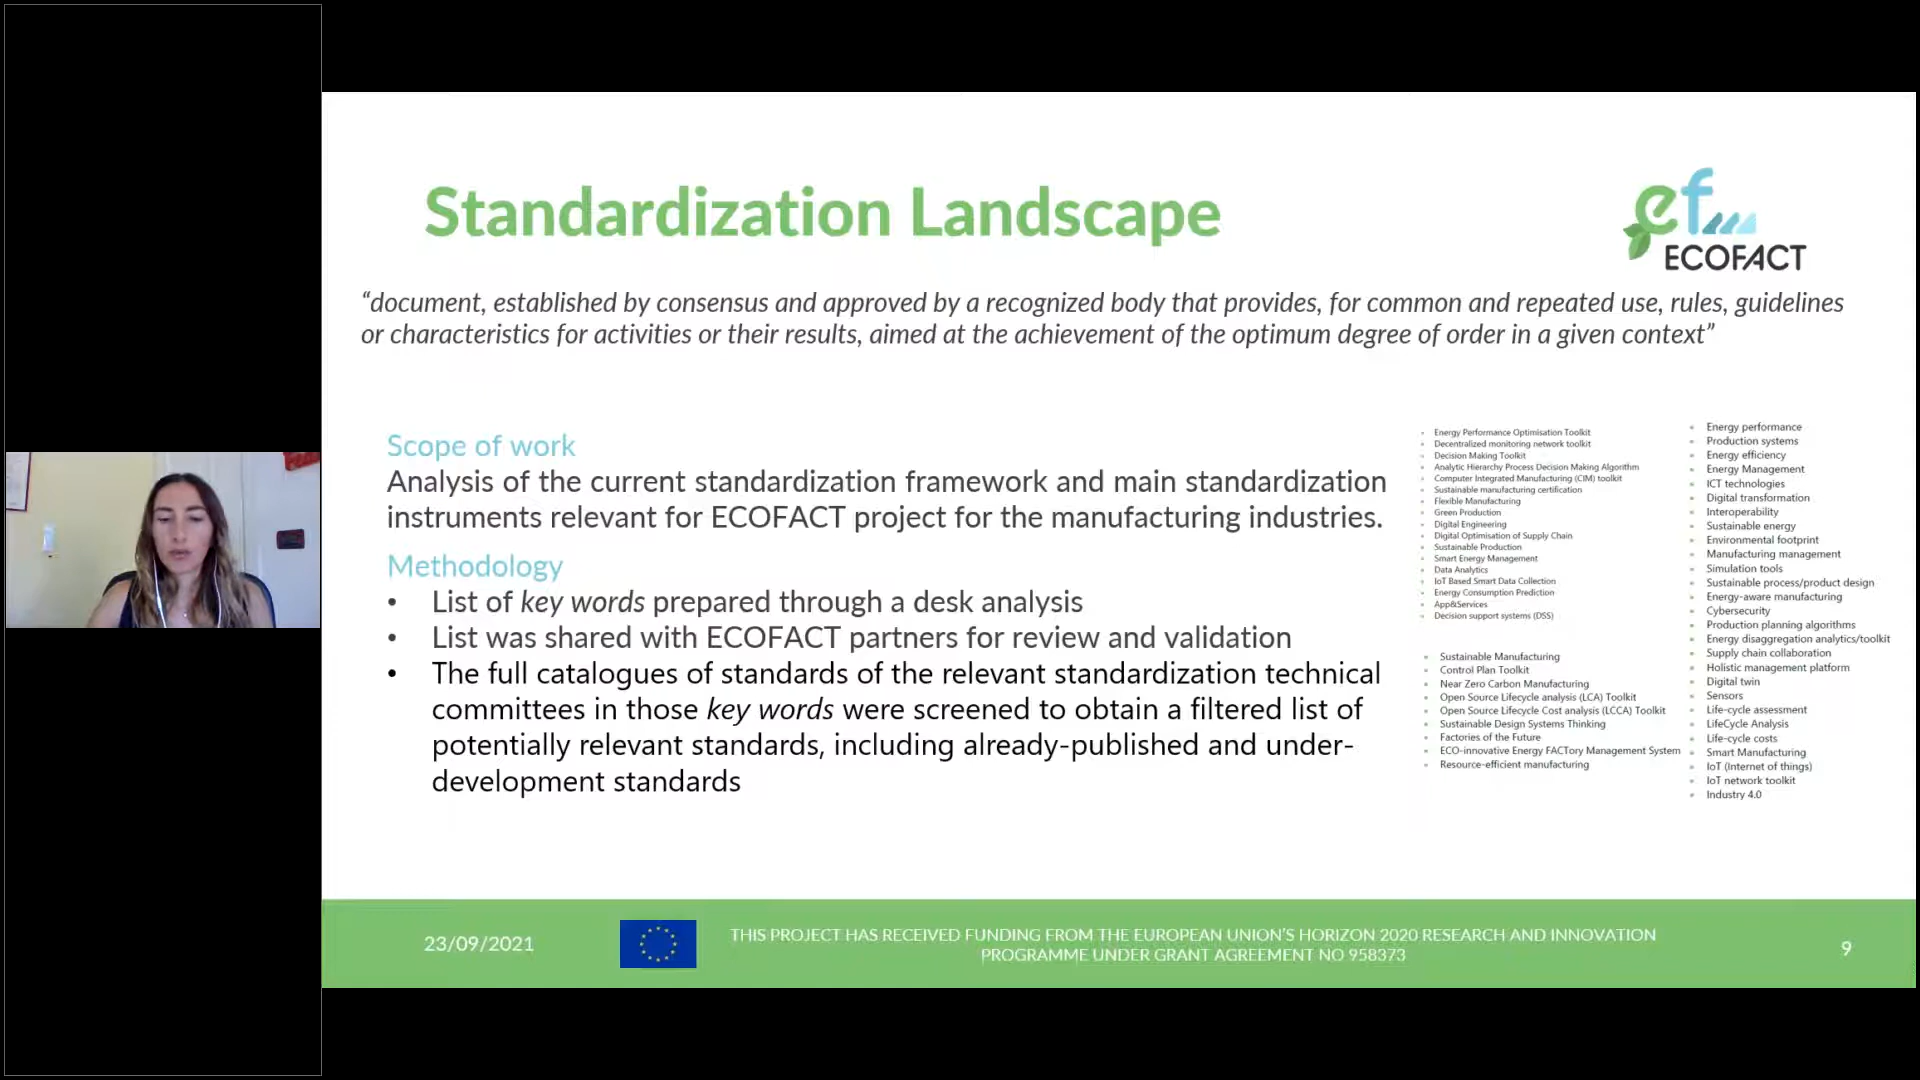 Standardization Landscape
ef
ECOFACT
“document, established by consensus and approved by a recognized body that provides, for common and repeated use, rules, guidelines
or characteristics for activities or their results, aimed at the achievement of the optimum degree of order in a given context”
Scope of work
Analysis of the current standardization framework and main standardization
instruments relevant for ECOFACT project for the manufacturing industries.
Methodology
• List of key words prepared through a desk analysis
• List was shared with ECOFACT partners for review and validation
• The full catalogues of standards of the relevant standardization technical
committees in those key words were screened to obtain a filtered list of
potentially relevant standards, including already-published and under-
development standards
Energy Performance Optimisation Toolkit
Decentralized monitoring network toolkit
Decision Making Toolkit
Analytic Hierarchy Process Decision Making Algorithm
Computer Integrated Manufacturing (CIM) toolkit
Sustainable manufacturing certification
Flexible Manufacturing
Green Production
Digital Engineering
Digital Optimisation of Supply Chain
Sustainable Production
Smart Energy Management
Data Analytics
IoT Based Smart Data Collection
Energy Consumption Prediction
App&Services
Decision support systems (DSS)
Sustainable Manufacturing
Control Plan Toolkit
Near Zero Carbon Manufacturing
Open Source Lifecycle analysis (LCA) Toolkit
Open Source Lifecycle Cost analysis (LCCA) Toolkit
Sustainable Design Systems Thinking
Factories of the Future
ECO-innovative Energy FACTory Management System
Resource-efficient manufacturing
Energy performance
Production systems
Energy efficiency
Energy Management
ICT technologies
Digital transformation
Interoperability
Sustainable energy
Environmental footprint
Manufacturing management
Simulation tools
Sustainable process/product design
Energy-aware manufacturing
Cybersecurity
Production planning algorithms
Energy disaggregation analytics/toolkit
Supply chain collaboration
Holistic management platform
Digital twin
Sensors
Life-cycle assessment
LifeCycle Analysis
Life-cycle costs
Smart Manufacturing
IoT (Internet of things)
IoT network toolkit
Industry 4.0
23/09/2021
THIS PROJECT HAS RECEIVED FUNDING FROM THE EUROPEAN UNION'S HORIZON 2020 RESEARCH AND INNOVATION
PROGRAMME UNDER GRANT AGREEMENT NO 958373
9